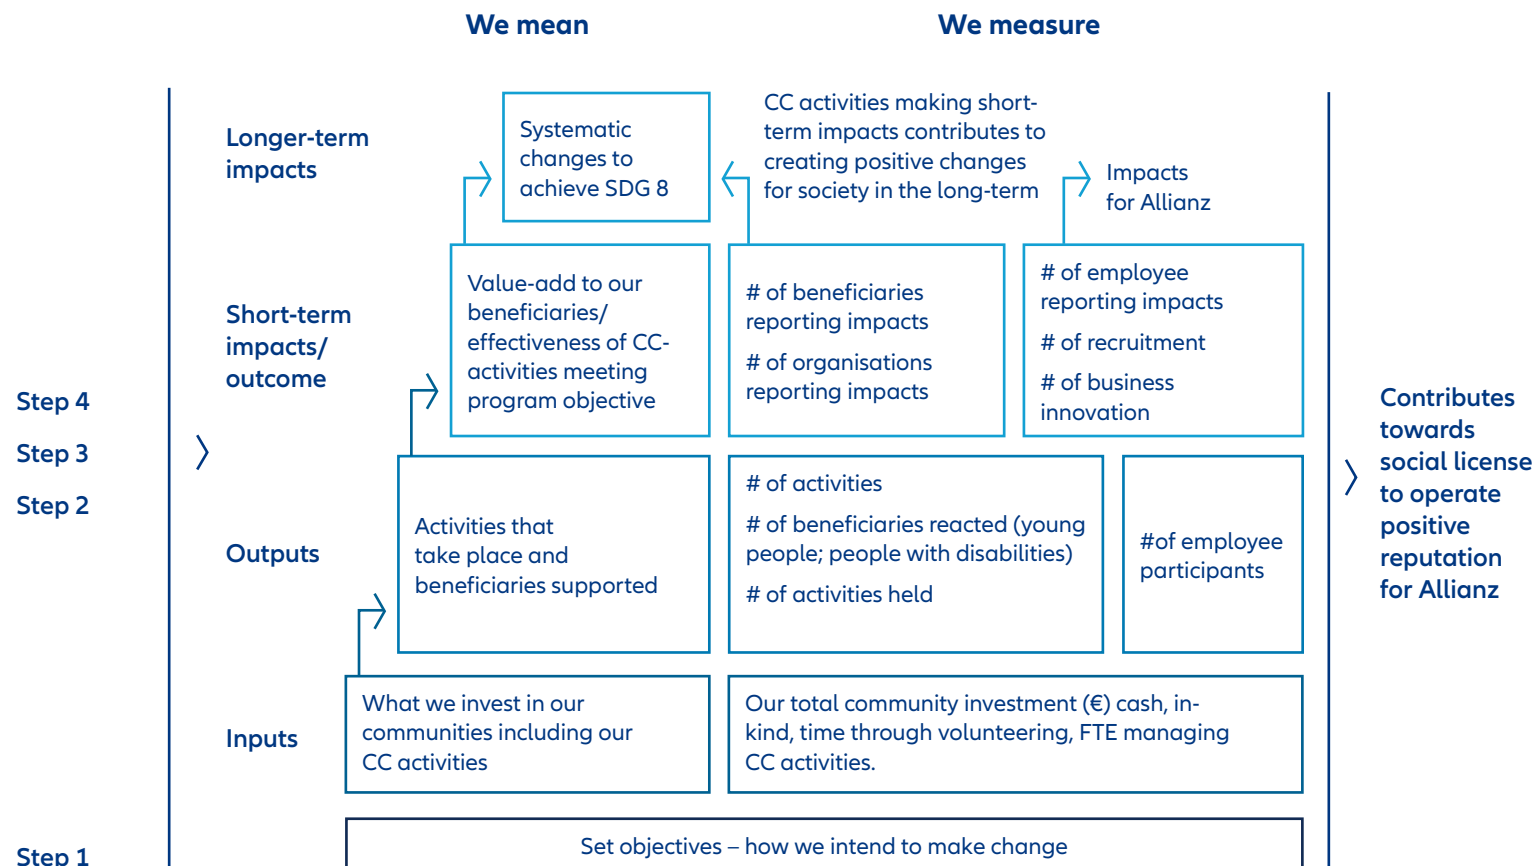 We mean
We measure
Longer-term
impacts
Systematic
changes to
achieve SDG 8
CC activities making short-
term impacts contributes to
creating positive changes
for society in the long-term
Impacts
for Allianz
Short-term
impacts/
outcome
Value-add to our
beneficiaries/
effectiveness of CC-
activities meeting
program objective
# of beneficiaries
reporting impacts
# of organisations
reporting impacts
# of employee
reporting impacts
# of recruitment
# of business
innovation
Step 4
Step 3
Step 2
Outputs
Activities that
take place and
beneficiaries supported
# of activities
# of beneficiaries reacted (young
people; people with disabilities)
# of activities held
#of employee
participants
Contributes
towards
social license
to operate
positive
reputation
for Allianz
Inputs
What we invest in our
communities including our
CC activities
Our total community investment (€) cash, in-
kind, time through volunteering, FTE managing
CC activities.
Step 1
Set objectives – how we intend to make change